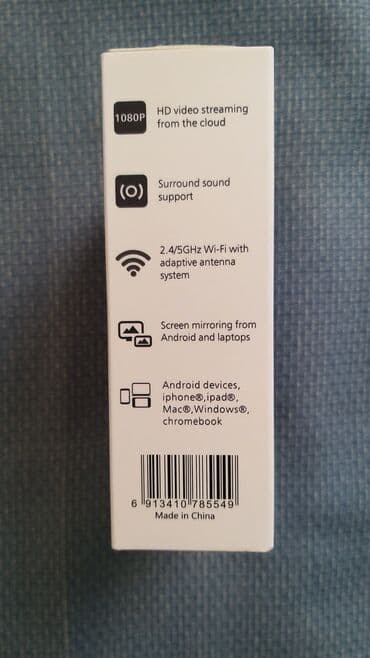 1080P
HD video streaming
from the cloud
Surround sound
support
2.4/5GHz Wi-Fi with
adaptive antenna
system
Screen mirroring from
Android and laptops
Android devices,
iphone®,ipad®,
Mac®,Windows®,
chromebook
6 913410 785549
Made in China